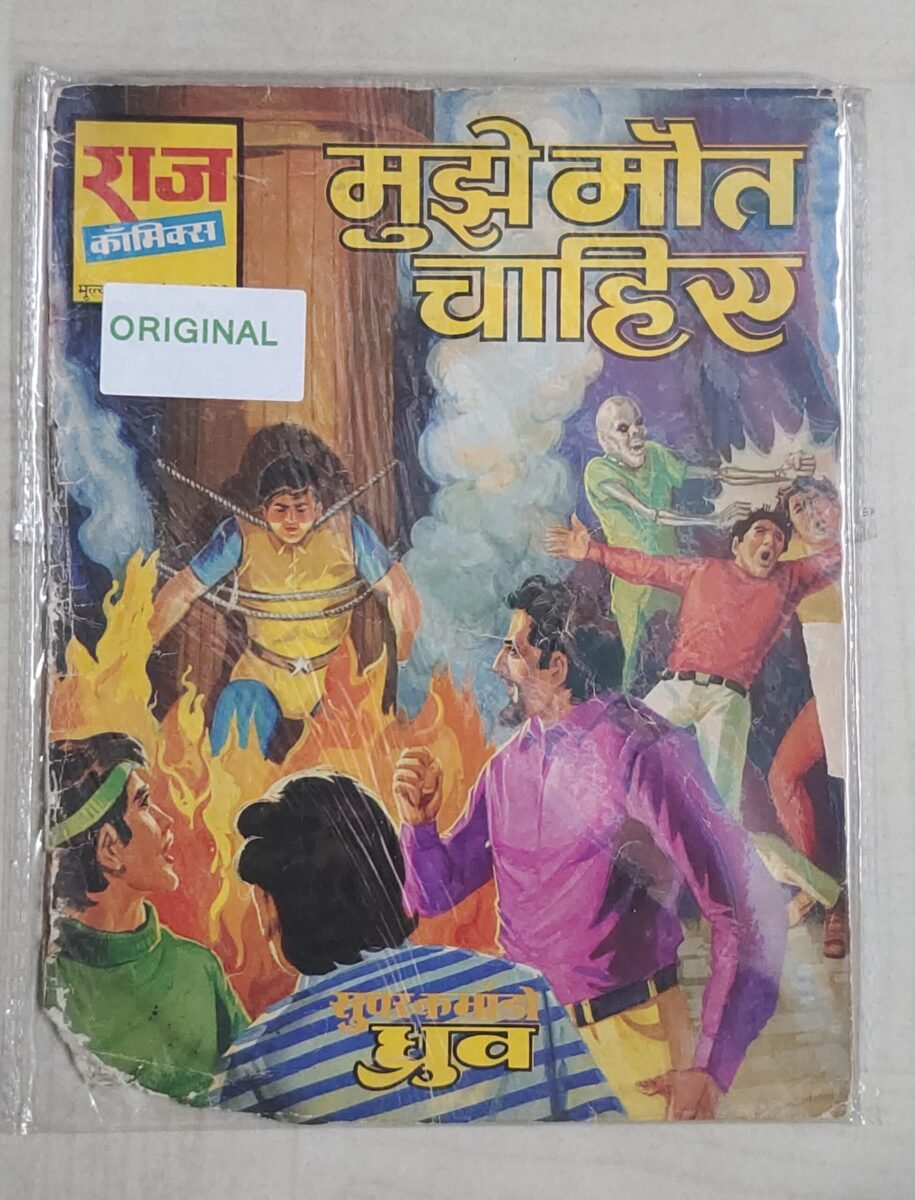 राज
कॉमिक्स
मुझे मौत
चाहिए
ORIGINAL
सुपर कमांडो
ध्रुव